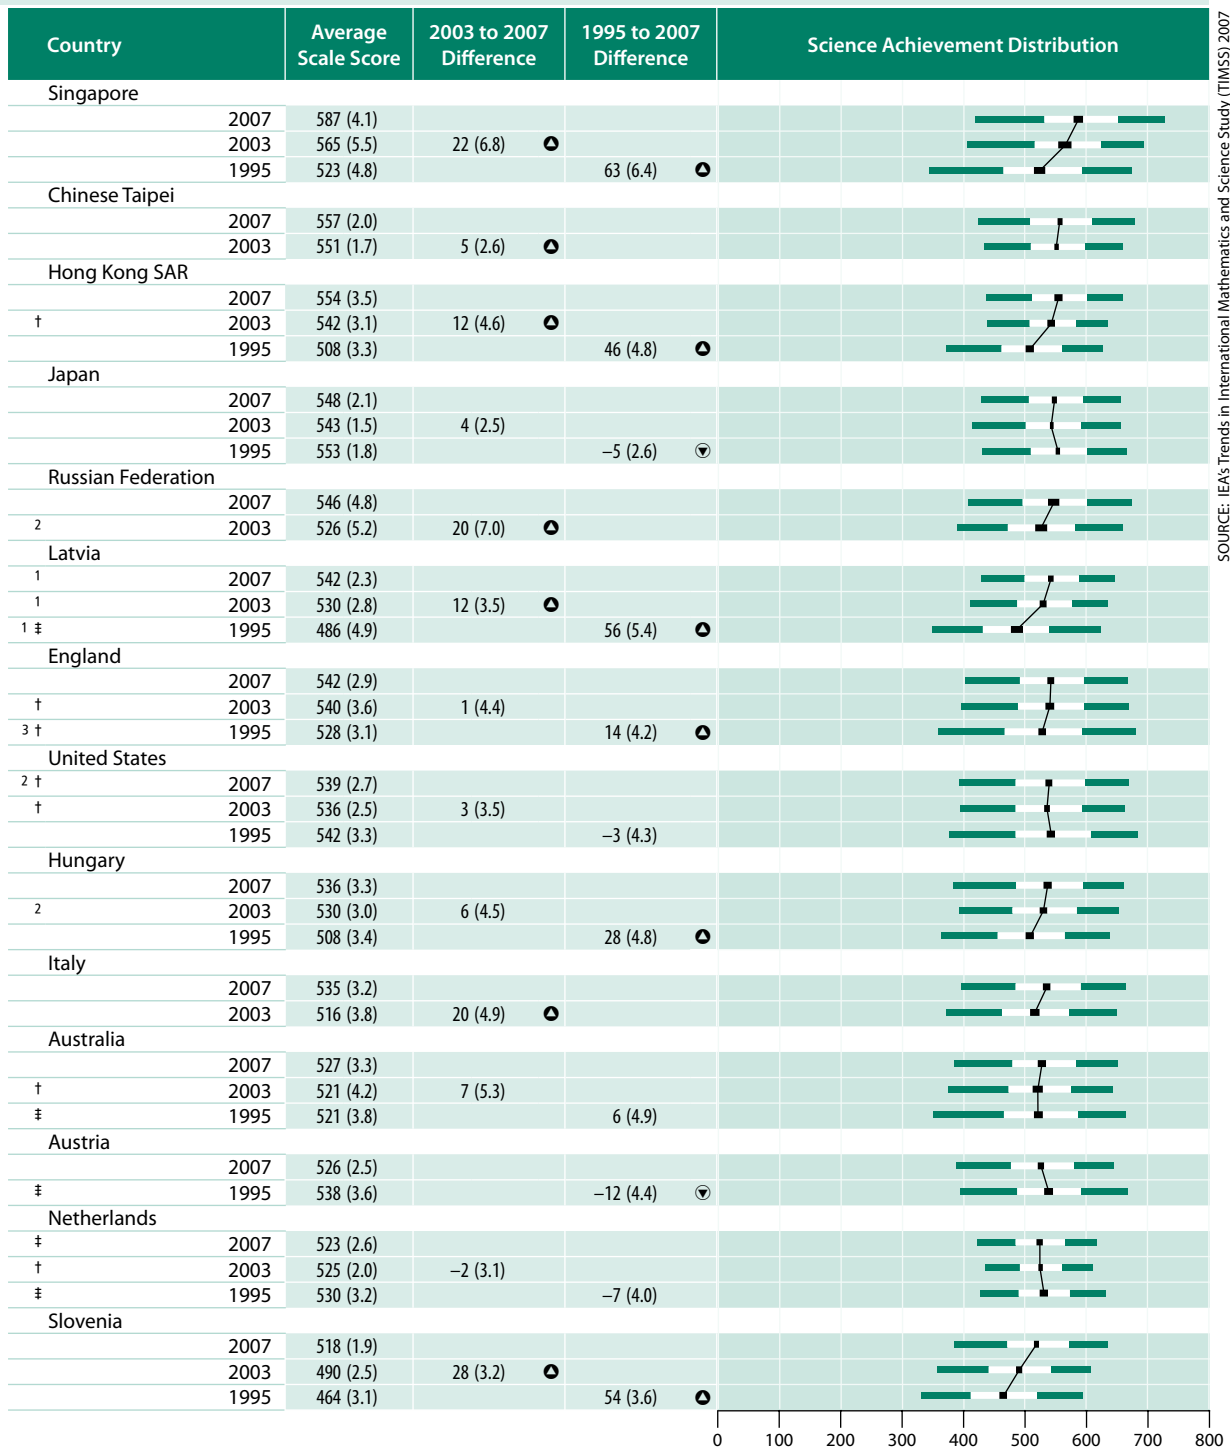 Country Average Scale Score 2003 to 2007 Difference 1995 to 2007 Difference Science Achievement Distribution
Singapore
2007 587 (4.1)
2003 565 (5.5) 22 (6.8)
1995 523 (4.8) 63 (6.4)
Chinese Taipei
2007 557 (2.0)
2003 551 (1.7) 5 (2.6)
Hong Kong SAR
2007 554 (3.5)
† 2003 542 (3.1) 12 (4.6)
1995 508 (3.3) 46 (4.8)
Japan
2007 548 (2.1)
2003 543 (1.5) 4 (2.5)
1995 553 (1.8) –5 (2.6)
Russian Federation
2007 546 (4.8)
2 2003 526 (5.2) 20 (7.0)
Latvia
1 2007 542 (2.3)
1 2003 530 (2.8) 12 (3.5)
1 ‡ 1995 486 (4.9) 56 (5.4)
England
2007 542 (2.9)
† 2003 540 (3.6) 1 (4.4)
3 † 1995 528 (3.1) 14 (4.2)
United States
2 † 2007 539 (2.7)
† 2003 536 (2.5) 3 (3.5)
1995 542 (3.3) –3 (4.3)
Hungary
2007 536 (3.3)
2 2003 530 (3.0) 6 (4.5)
1995 508 (3.4) 28 (4.8)
Italy
2007 535 (3.2)
2003 516 (3.8) 20 (4.9)
Australia
2007 527 (3.3)
† 2003 521 (4.2) 7 (5.3)
‡ 1995 521 (3.8) 6 (4.9)
Austria
2007 526 (2.5)
‡ 1995 538 (3.6) –12 (4.4)
Netherlands
‡ 2007 523 (2.6)
† 2003 525 (2.0) –2 (3.1)
‡ 1995 530 (3.2) –7 (4.0)
Slovenia
2007 518 (1.9)
2003 490 (2.5) 28 (3.2)
1995 464 (3.1) 54 (3.6)
0 100 200 300 400 500 600 700 800
SOURCE: IEA's Trends in International Mathematics and Science Study (TIMSS) 2007